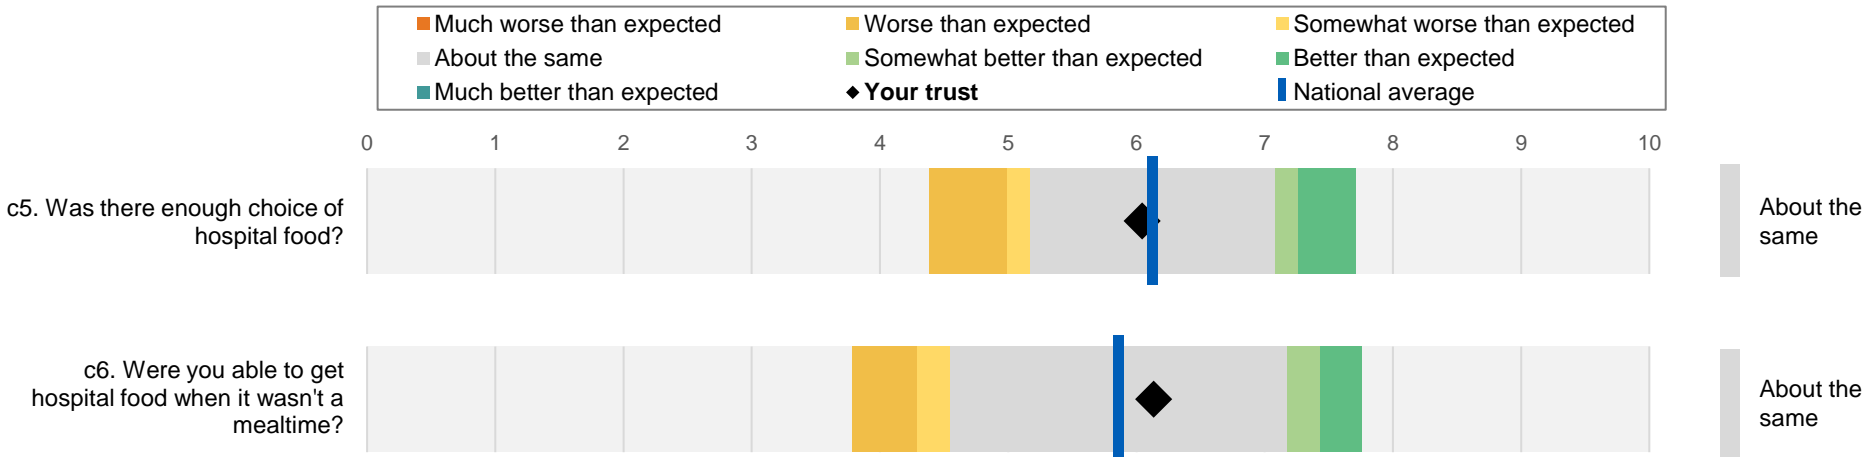 Much worse than expected
Worse than expected
Somewhat worse than expected
About the same
Somewhat better than expected
Better than expected
Much better than expected
Your trust
National average
0 1 2 3 4 5 6 7 8 9 10
c5. Was there enough choice of
hospital food?
About the
same
c6. Were you able to get
hospital food when it wasn't a
mealtime?
About the
same